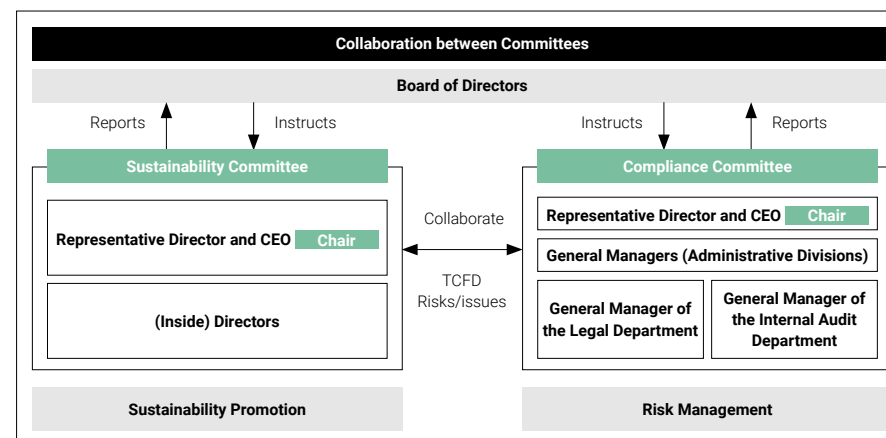 Collaboration between Committees
Board of Directors
Reports
Instructs
Instructs
Reports
Sustainability Committee
Compliance Committee
Representative Director and CEO Chair
(Inside) Directors
Collaborate
TCFD
Risks/issues
Representative Director and CEO Chair
General Managers (Administrative Divisions)
General Manager of
the Legal Department
General Manager of
the Internal Audit
Department
Sustainability Promotion
Risk Management